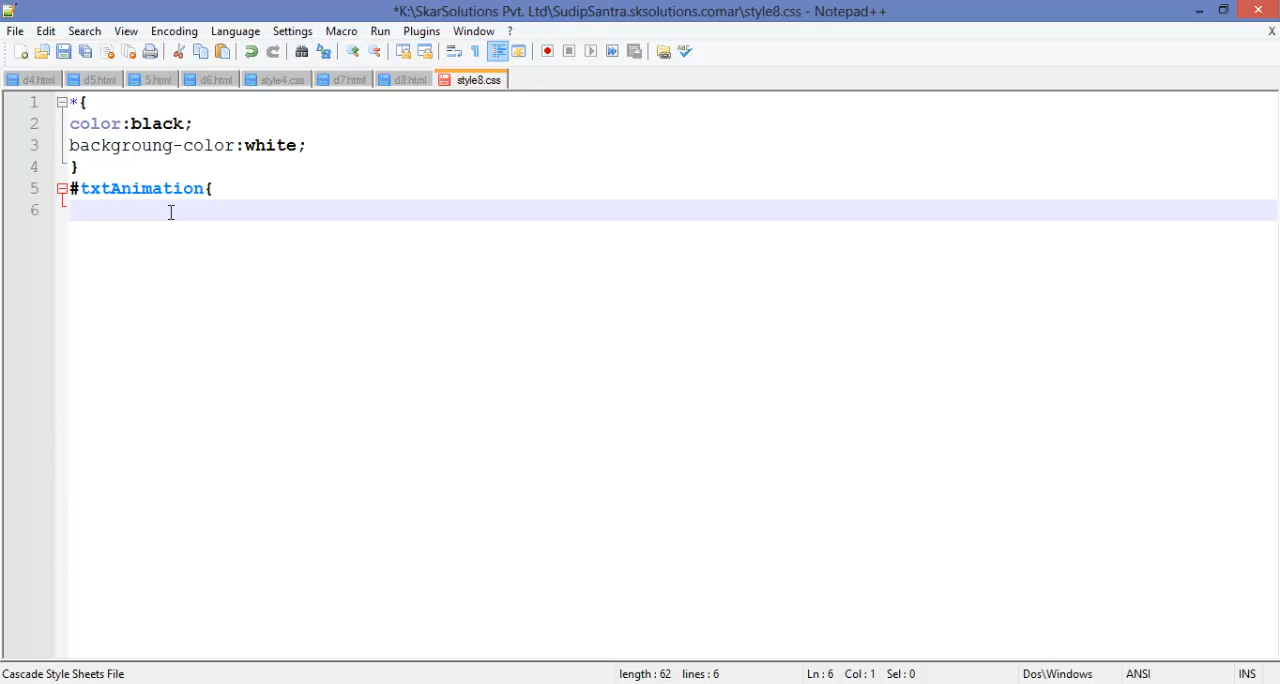 *K:\SkarSolutions Pvt. Ltd\SudipSantra.sksolutions.comar\style8.css - Notepad++
File Edit Search View Encoding Language Settings Macro Run Plugins Window ? X
d4.html d5.html 5.html d6.html style4.css d7.html d8.html style8.css
1 *{
2 color:black;
3 backgroung-color:white;
4 }
5 #txtAnimation{
6
Cascade Style Sheets File length : 62 lines : 6 Ln : 6 Col : 1 Sel : 0 Dos\Windows ANSI INS